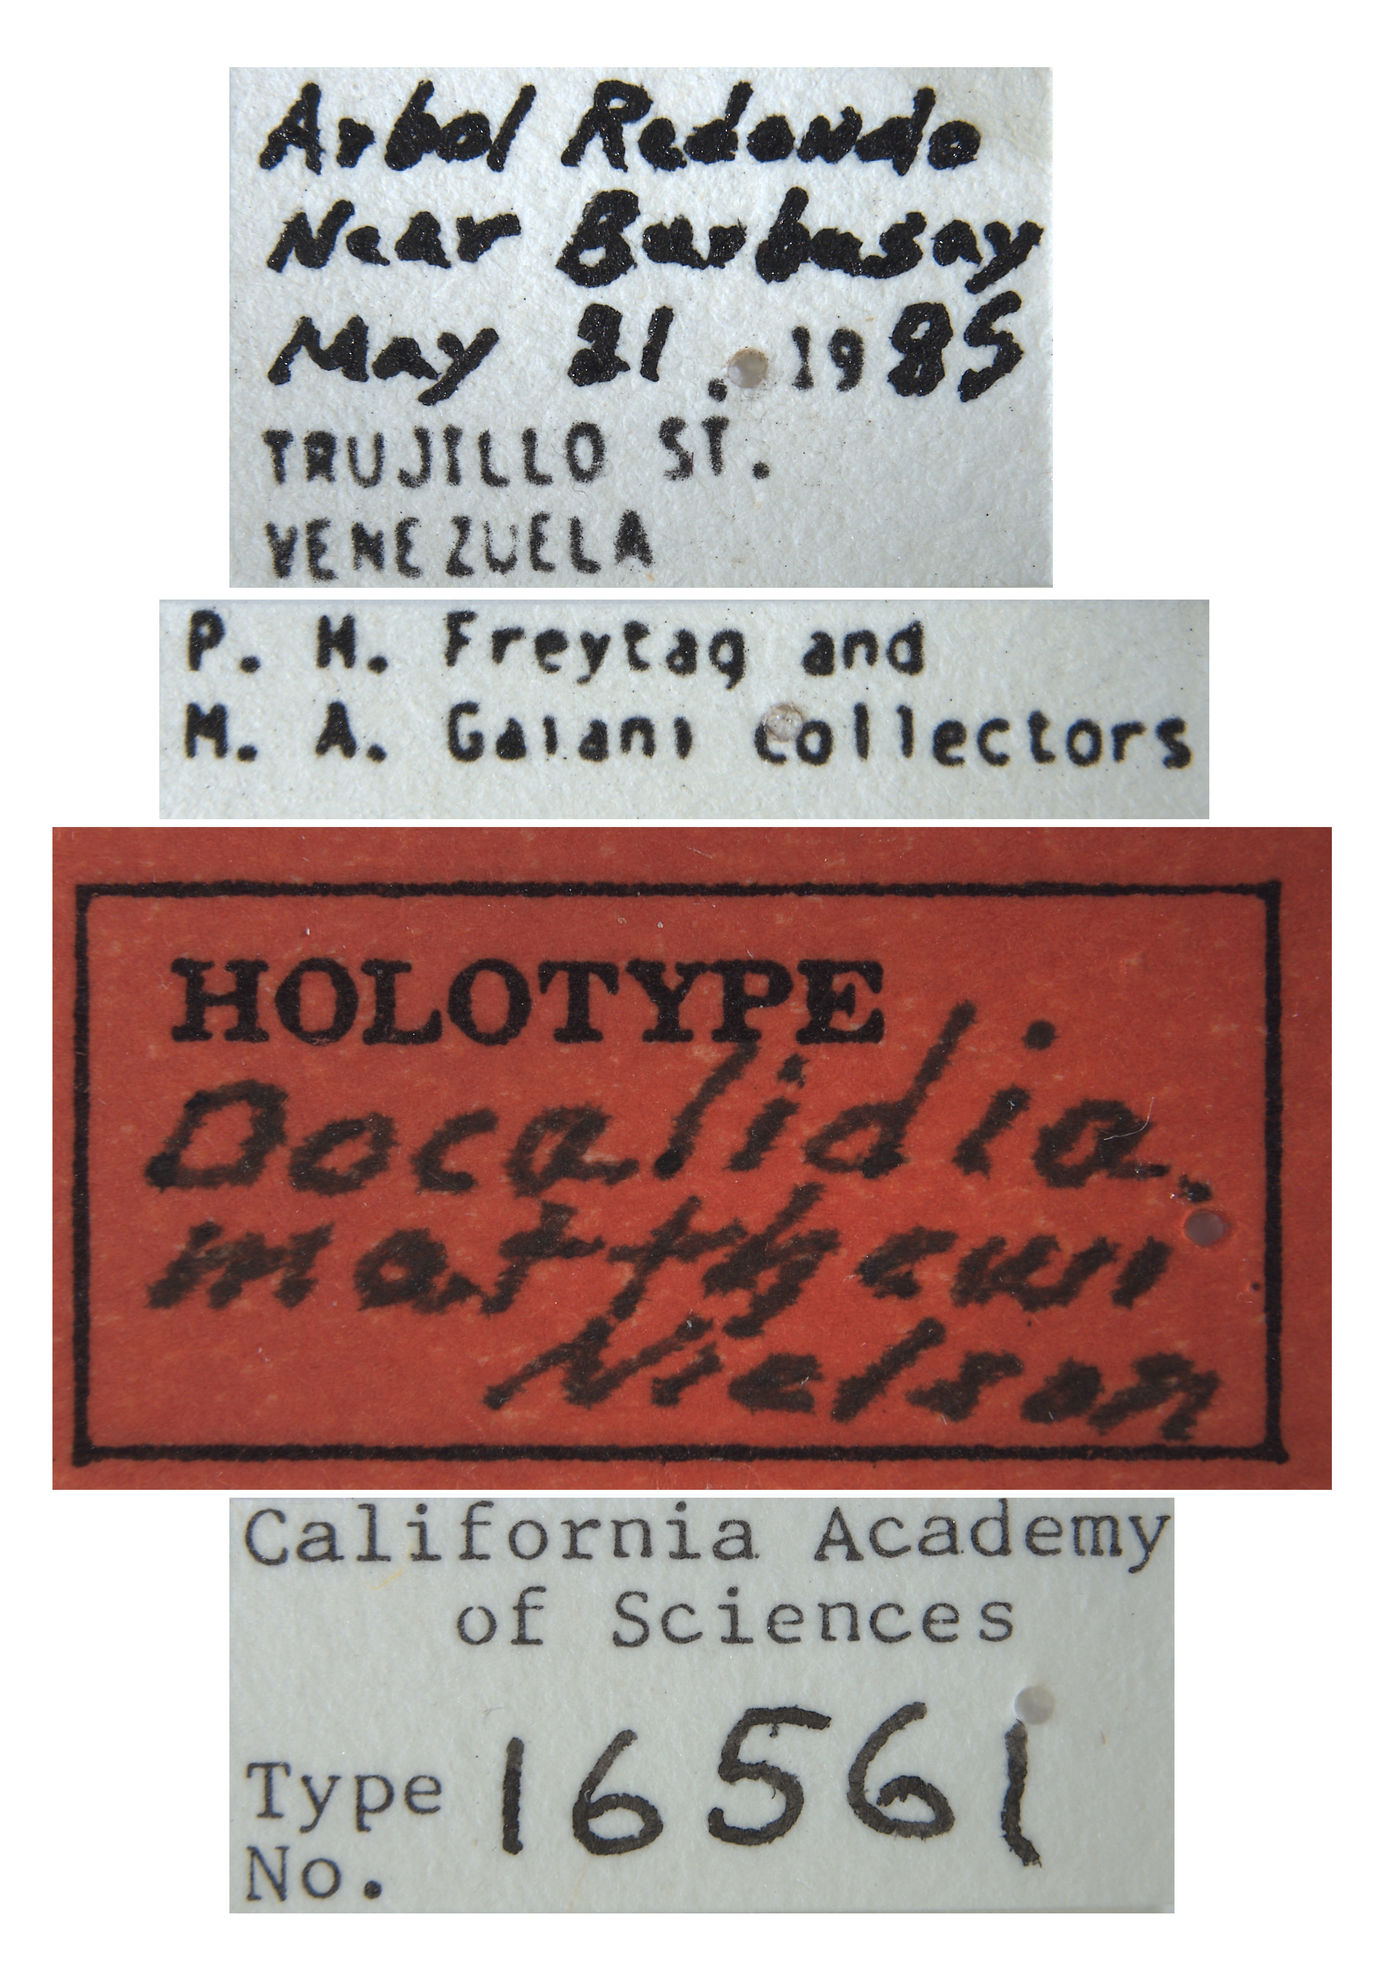 Arbol Redondo
Near Burbusay
May 21, 1985
TRUJILLO ST.
VENEZUELA
P. H. Freytag and
M. A. Gaiani Collectors
HOLOTYPE
Docalidia
matthewi
Nielson
California Academy
of Sciences
Type 16561
No.